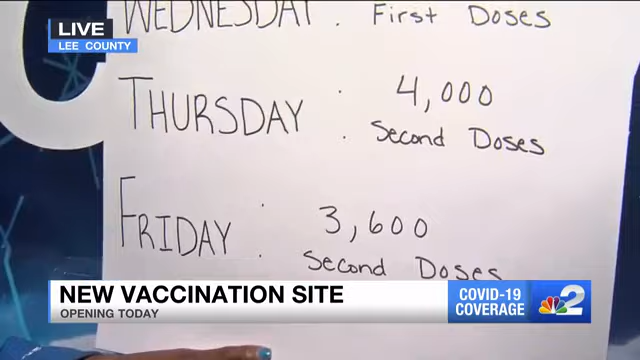 LIVE
LEE COUNTY
WEDNESDAY : First Doses
THURSDAY : 4,000
Second Doses
FRIDAY : 3,600
Second Doses
NEW VACCINATION SITE
OPENING TODAY
COVID-19
COVERAGE
2